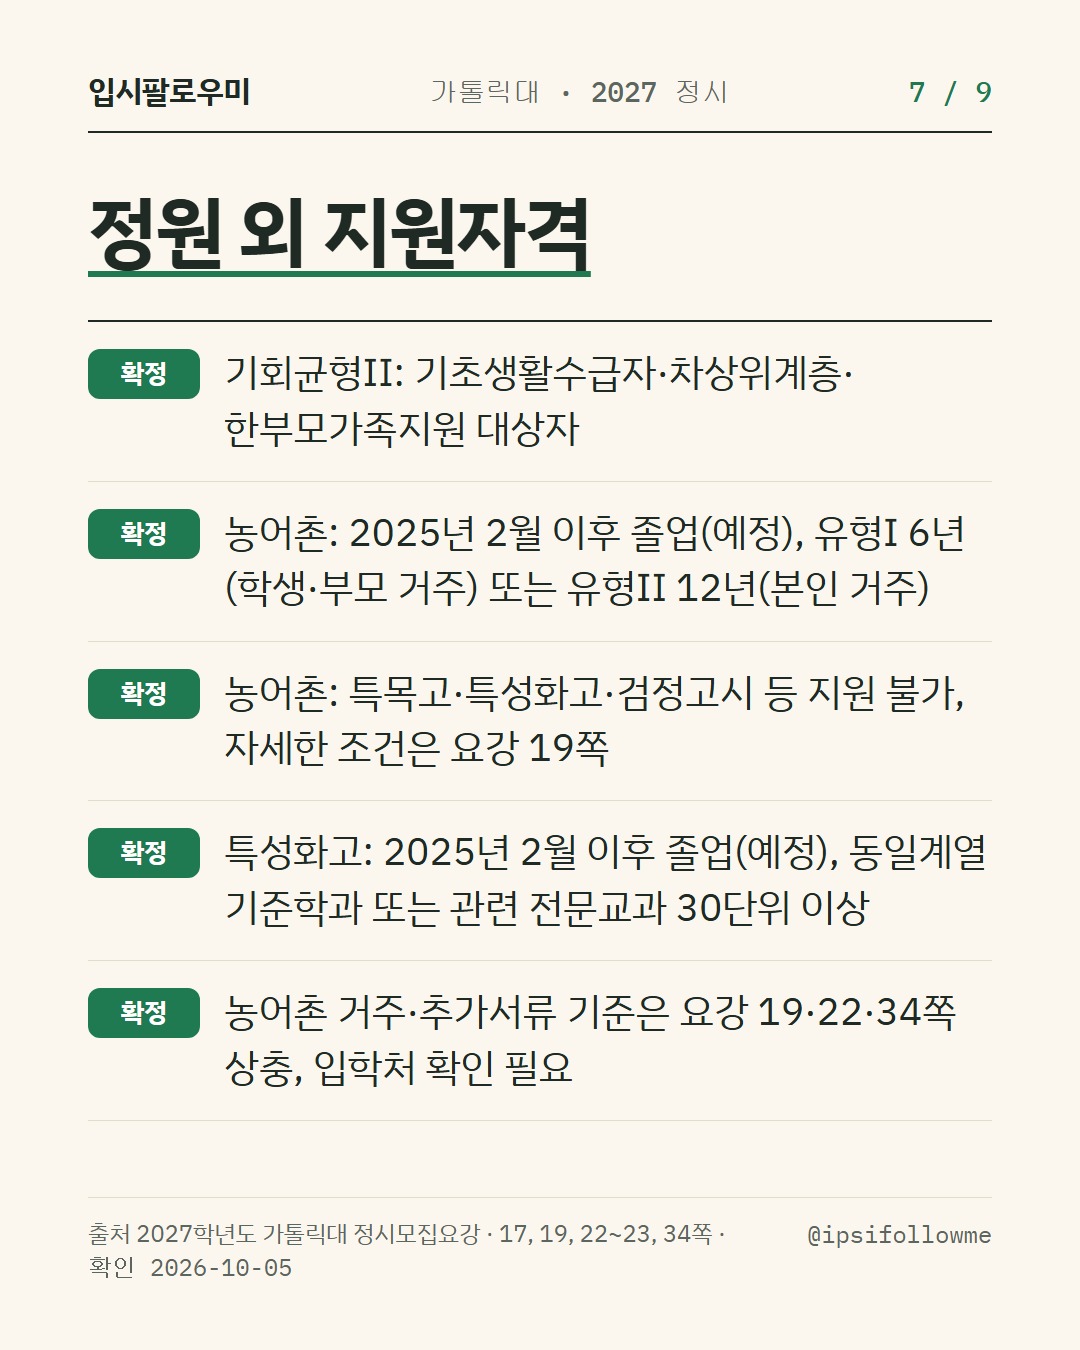 입시팔로우미
가톨릭대 · 2027 정시
7 / 9
정원 외 지원자격
확정
기회균형II: 기초생활수급자·차상위계층·
한부모가족지원 대상자
확정
농어촌: 2025년 2월 이후 졸업(예정), 유형I 6년
(학생·부모 거주) 또는 유형II 12년(본인 거주)
확정
농어촌: 특목고·특성화고·검정고시 등 지원 불가,
자세한 조건은 요강 19쪽
확정
특성화고: 2025년 2월 이후 졸업(예정), 동일계열
기준학과 또는 관련 전문교과 30단위 이상
확정
농어촌 거주·추가서류 기준은 요강 19·22·34쪽
상충, 입학처 확인 필요
출처 2027학년도 가톨릭대 정시모집요강 · 17, 19, 22~23, 34쪽 ·
확인 2026-10-05
@ipsifollowme